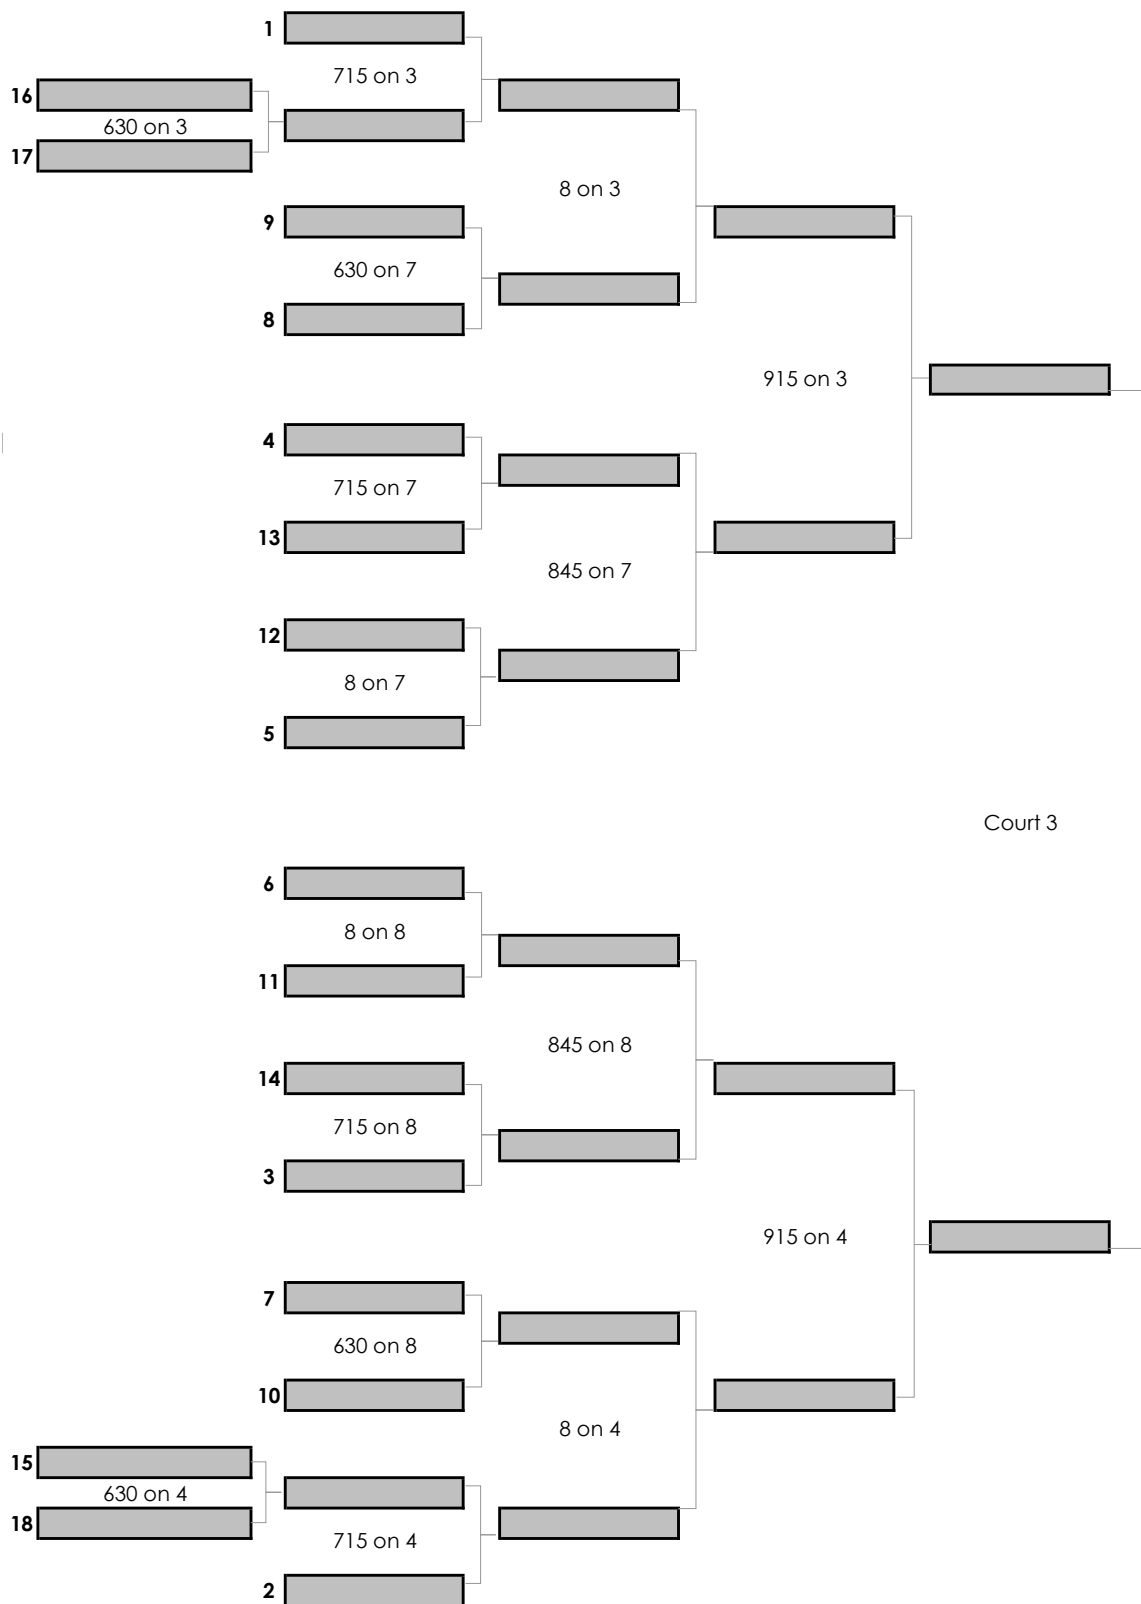 1
715 on 3
16
630 on 3
17
8 on 3
9
630 on 7
8
915 on 3
4
715 on 7
13
845 on 7
12
8 on 7
5
Court 3
6
8 on 8
11
845 on 8
14
715 on 8
3
915 on 4
7
630 on 8
10
8 on 4
15
630 on 4
18
715 on 4
2